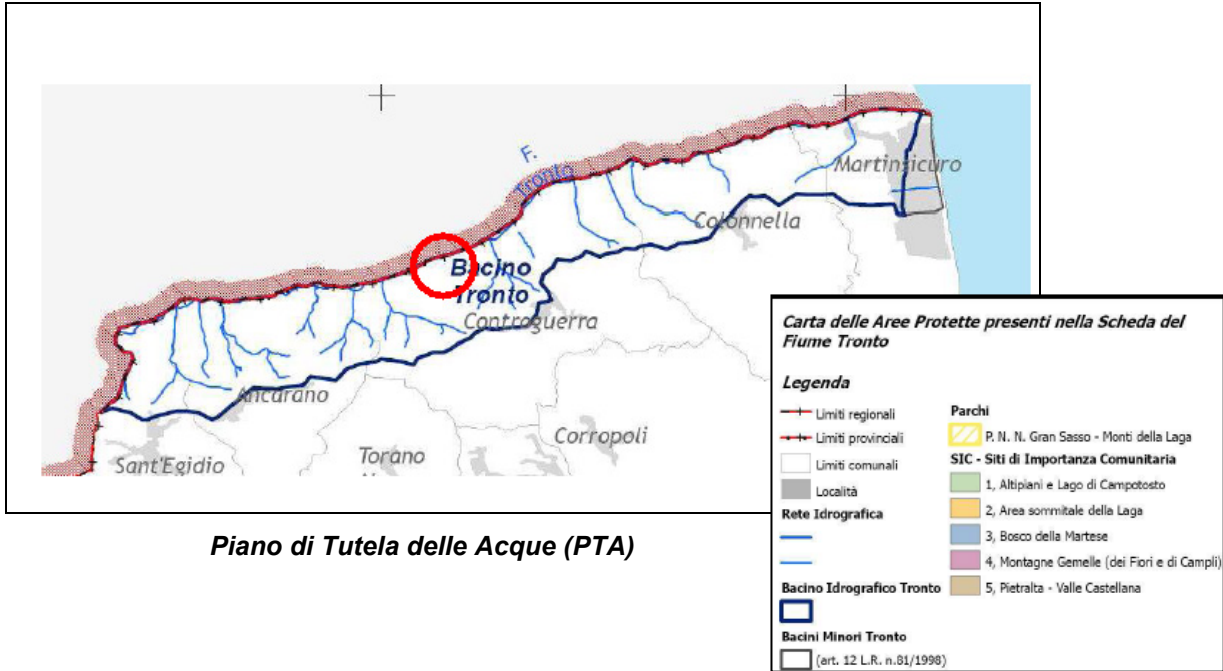 F.
Tronto
Martinsicuro
Colonnella
Bacino
Tronto
Controguerra
Ancarano
Corropoli
Torano
Sant'Egidio
Carta delle Aree Protette presenti nella Scheda del
Fiume Tronto
Legenda
Limiti regionali
Limiti provinciali
Limiti comunali
Località
Rete Idrografica
Bacino Idrografico Tronto
Bacini Minori Tronto
(art. 12 L.R. n.81/1998)
Parchi
P. N. N. Gran Sasso - Monti della Laga
SIC - Siti di Importanza Comunitaria
1, Altipiani e Lago di Campotosto
2, Area sommitale della Laga
3, Bosco della Martese
4, Montagne Gemelle (dei Fiori e di Campli)
5, Pietralta - Valle Castellana
Piano di Tutela delle Acque (PTA)